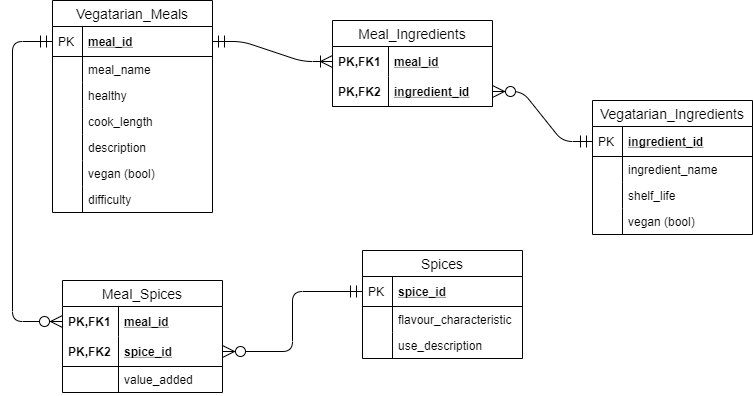 Vegatarian_Meals
PK meal_id
meal_name
healthy
cook_length
description
vegan (bool)
difficulty
Meal_Ingredients
PK,FK1 meal_id
PK,FK2 ingredient_id
Vegatarian_Ingredients
PK ingredient_id
ingredient_name
shelf_life
vegan (bool)
Meal_Spices
PK,FK1 meal_id
PK,FK2 spice_id
value_added
Spices
PK spice_id
flavour_characteristic
use_description